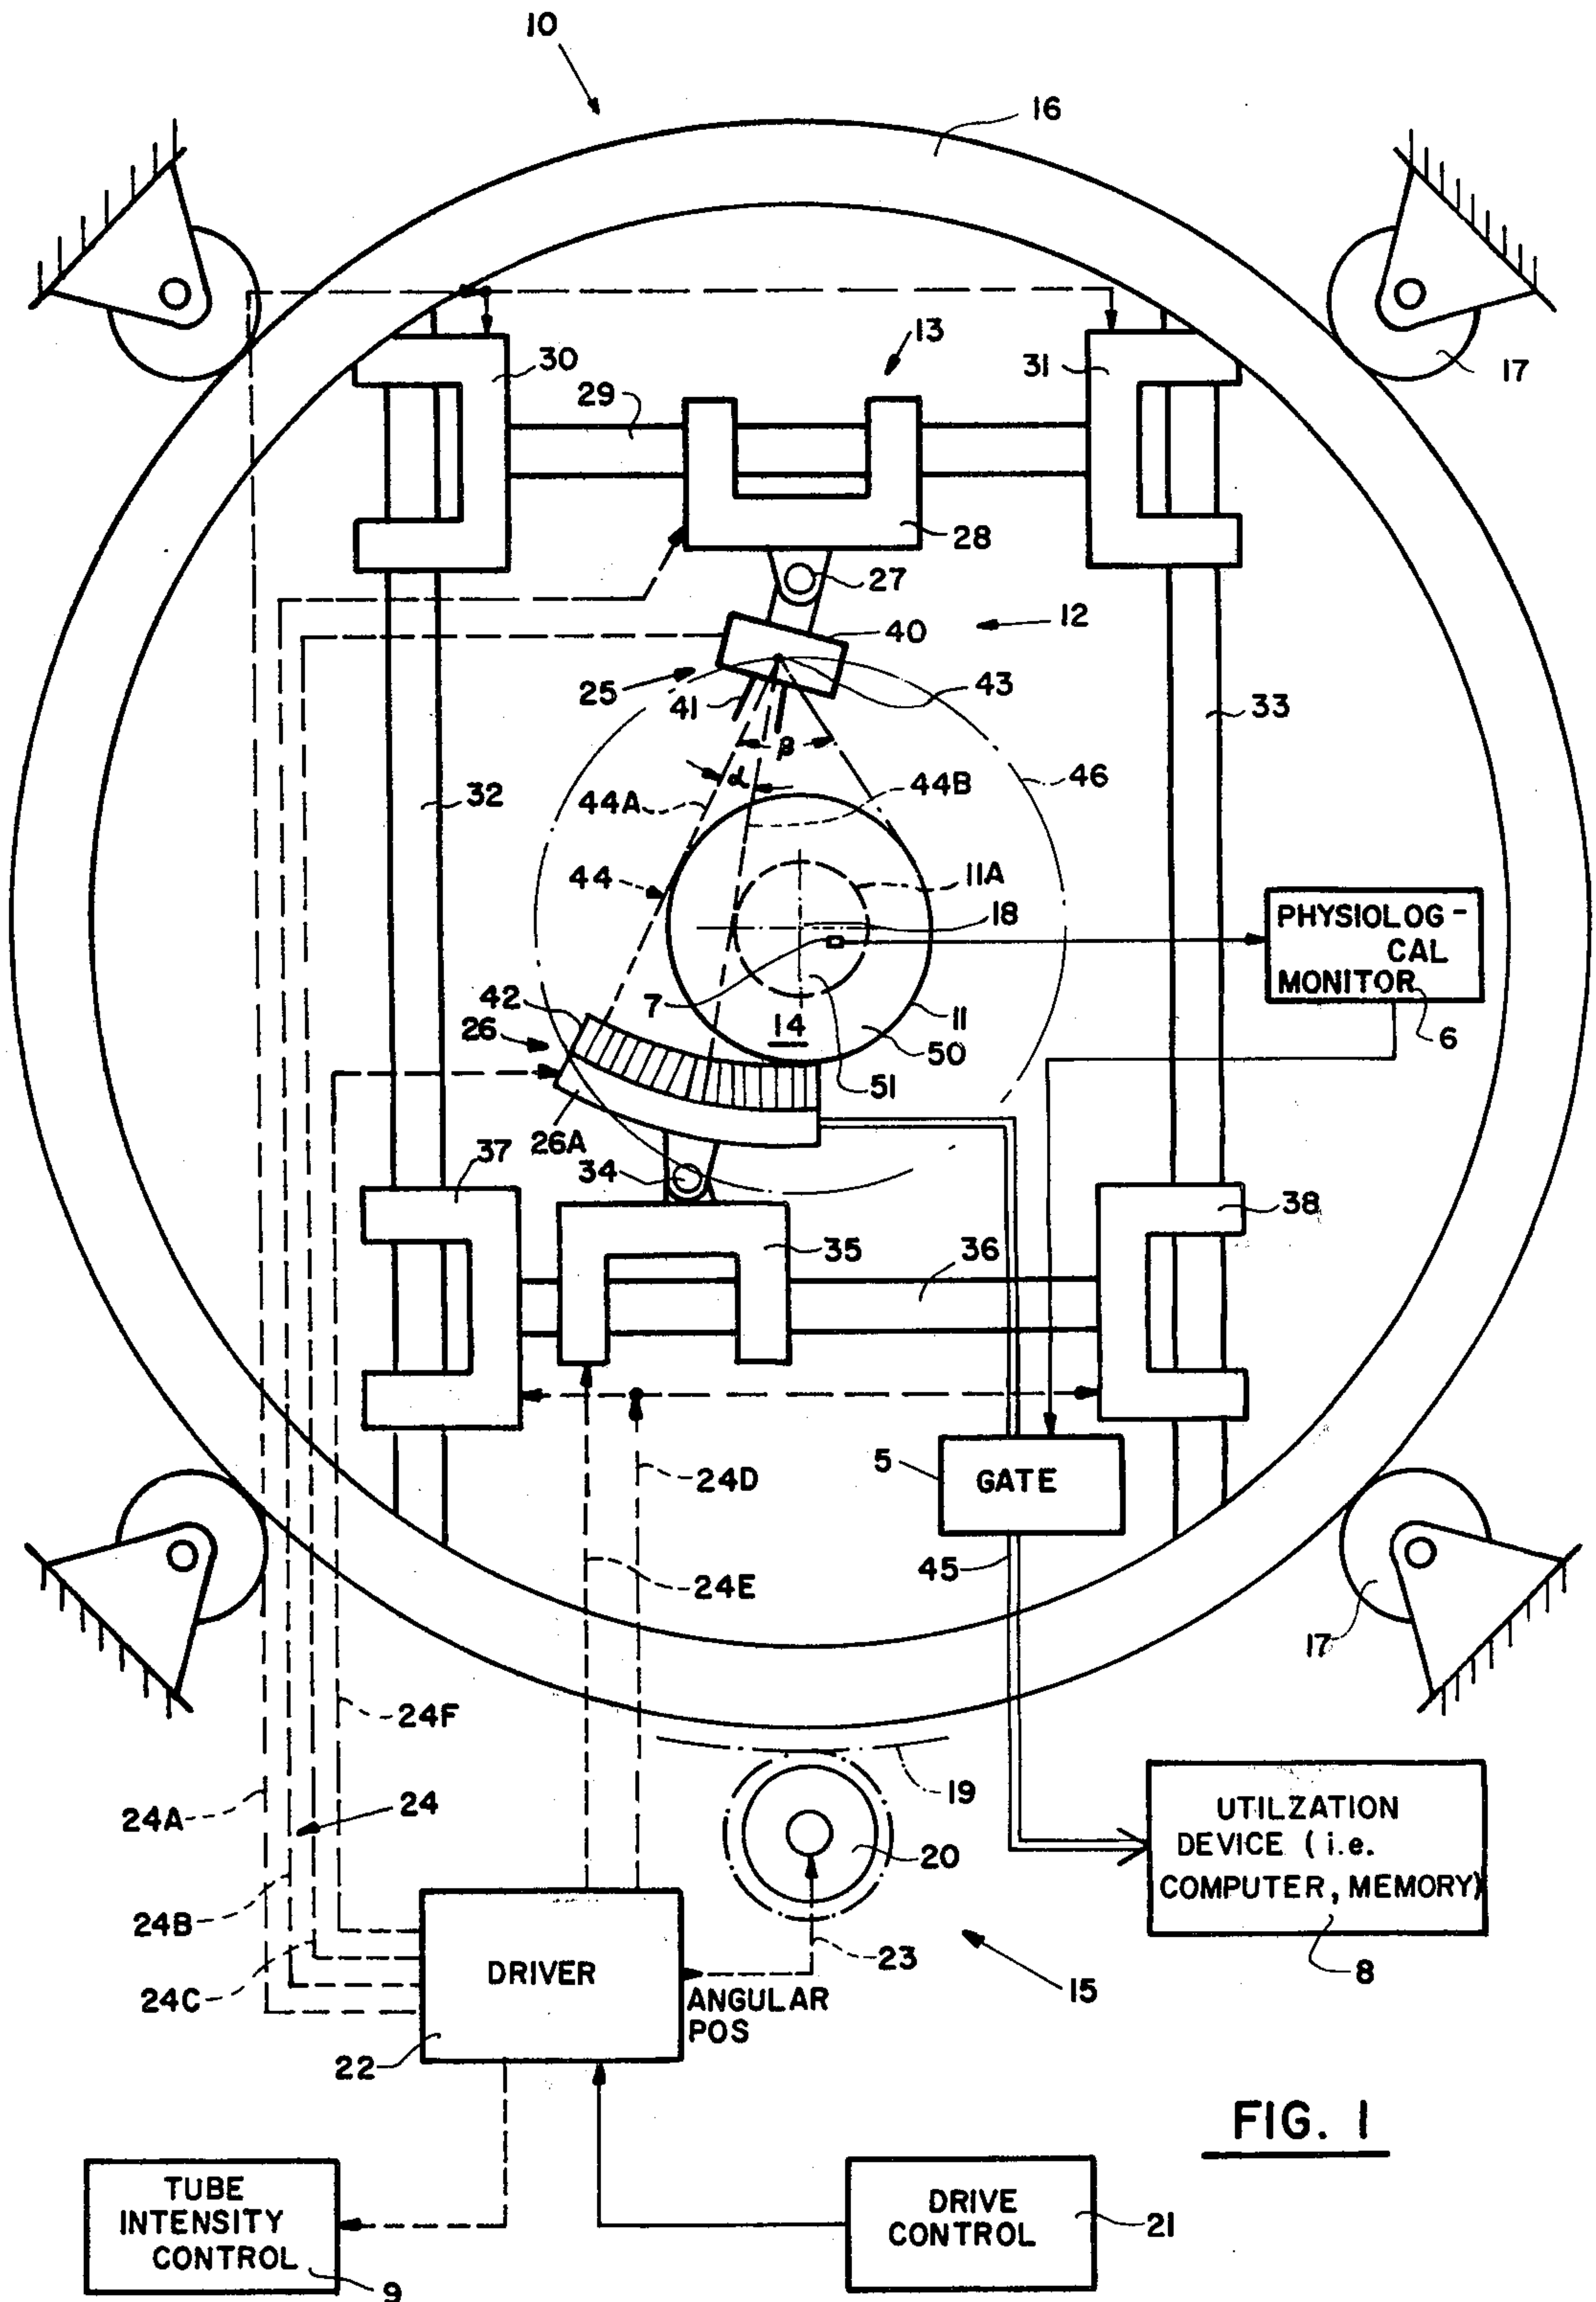 10
16
13
30
31
17
29
28
27
40
12
25
41
43
33
β
α
46
32
44A
44B
44
11A
18
PHYSIOLOG-
CAL
MONITOR
42
7
11
6
26
14
50
51
26A
37
34
38
35
36
5
GATE
24D
45
24E
17
24F
19
24A
24
UTILZATION
DEVICE (i.e.
COMPUTER, MEMORY)
20
24B
23
8
DRIVER
24C
ANGULAR
POS
15
22
FIG. 1
TUBE
INTENSITY
CONTROL
DRIVE
CONTROL
21
9